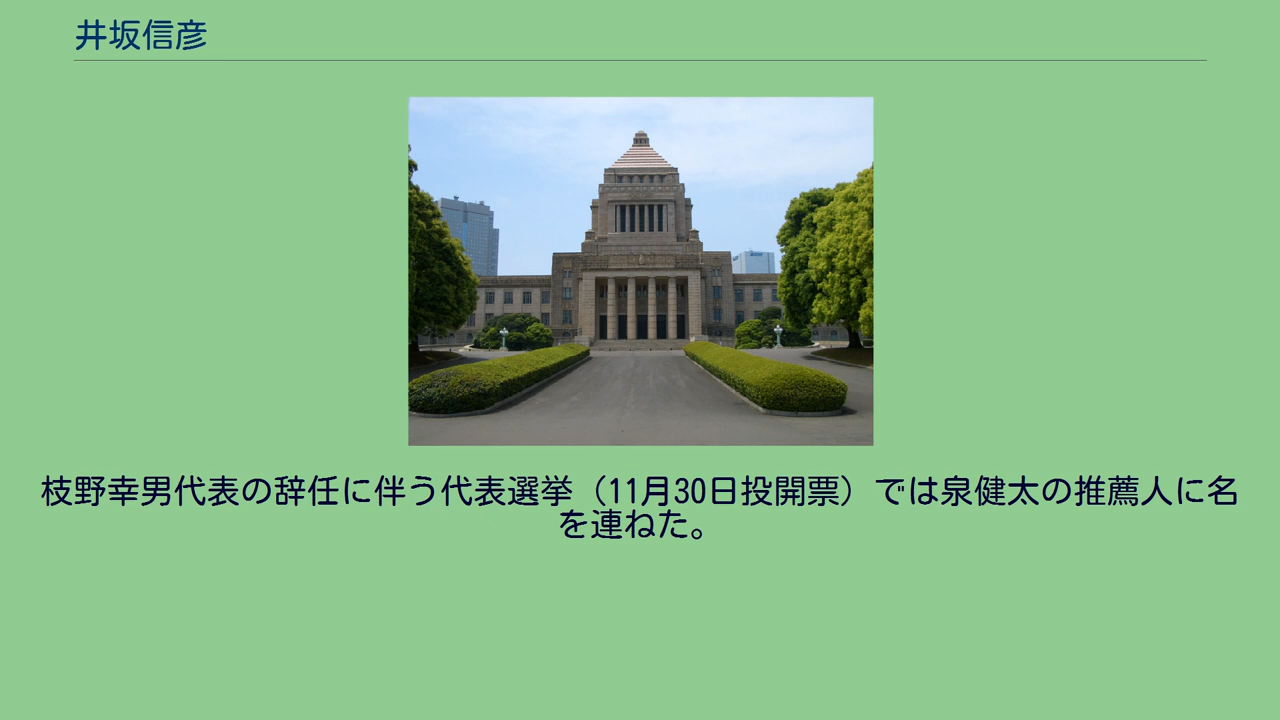 井坂信彦
枝野幸男代表の辞任に伴う代表選挙（11月30日投開票）では泉健太の推薦人に名
を連ねた。